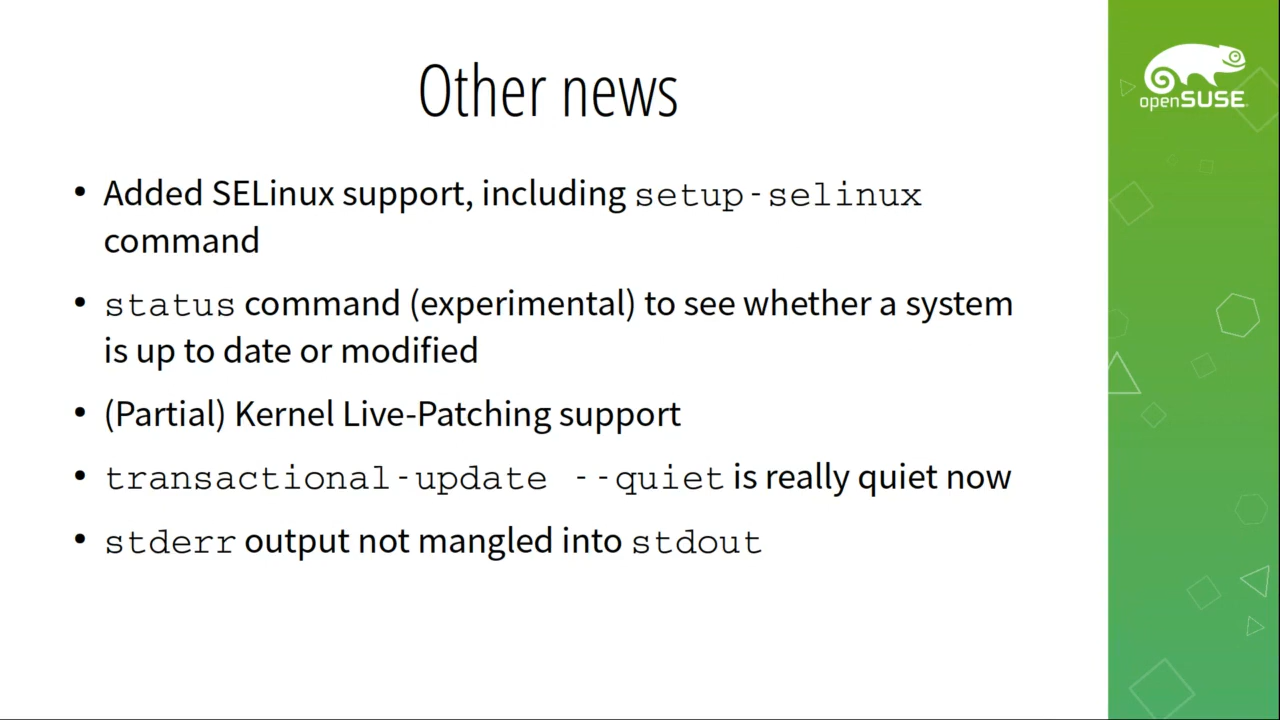 Other news
• Added SELinux support, including setup-selinux
command
• status command (experimental) to see whether a system
is up to date or modified
• (Partial) Kernel Live-Patching support
• transactional-update --quiet is really quiet now
• stderr output not mangled into stdout
openSUSE